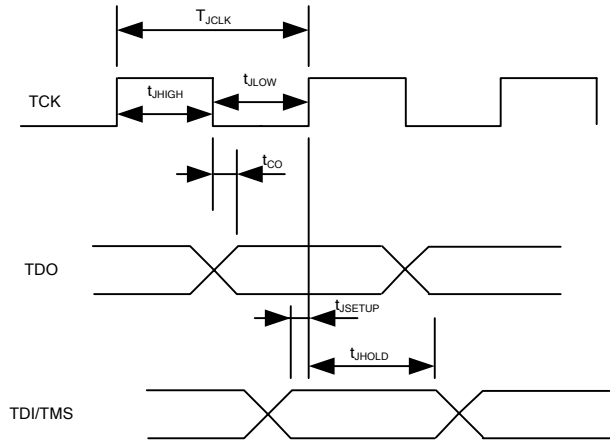 TJCLK
TCK
tJHIGH
tJLOW
tCO
TDO
tJSETUP
tJHOLD
TDI/TMS